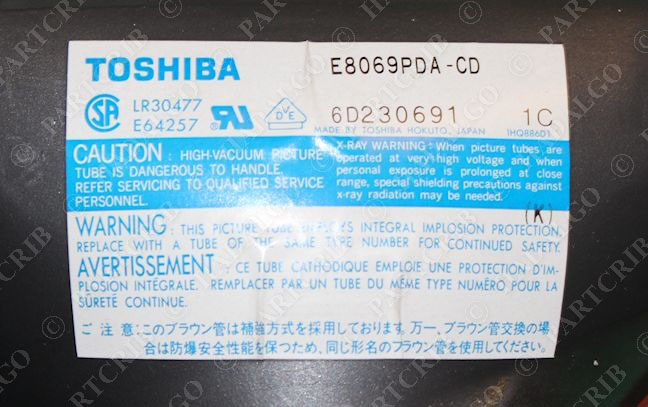 TOSHIBA
E8069PDA-CD
LR30477
E64257
6D230691 1C
MADE BY TOSHIBA HOKUTO, JAPAN
CAUTION : HIGH-VACUUM PICTURE
TUBE IS DANGEROUS TO HANDLE.
REFER SERVICING TO QUALIFIED SERVICE
PERSONNEL.
X-RAY WARNING: When picture tubes are
operated at very high voltage and when
personal exposure is prolonged at close
range, special shielding precautions against
x-ray radiation may be needed.
(K)
WARNING : THIS PICTURE TUBE EMPLOYS INTEGRAL IMPLOSION PROTECTION.
REPLACE WITH A TUBE OF THE SAME TYPE NUMBER FOR CONTINUED SAFETY.
AVERTISSEMENT : CE TUBE CATHODIQUE EMPLOIE UNE PROTECTION D'IM-
PLOSION INTÉGRALE. REMPLACER PAR UN TUBE DU MÊME TYPE NUMÉRO POUR LA
SÛRETÉ CONTINUE.
ご注意:このブラウン管は補強方式を採用しております。万一、ブラウン管交換の場
合は防爆安全性能を保つため、同じ形名のブラウン管を使用してください。